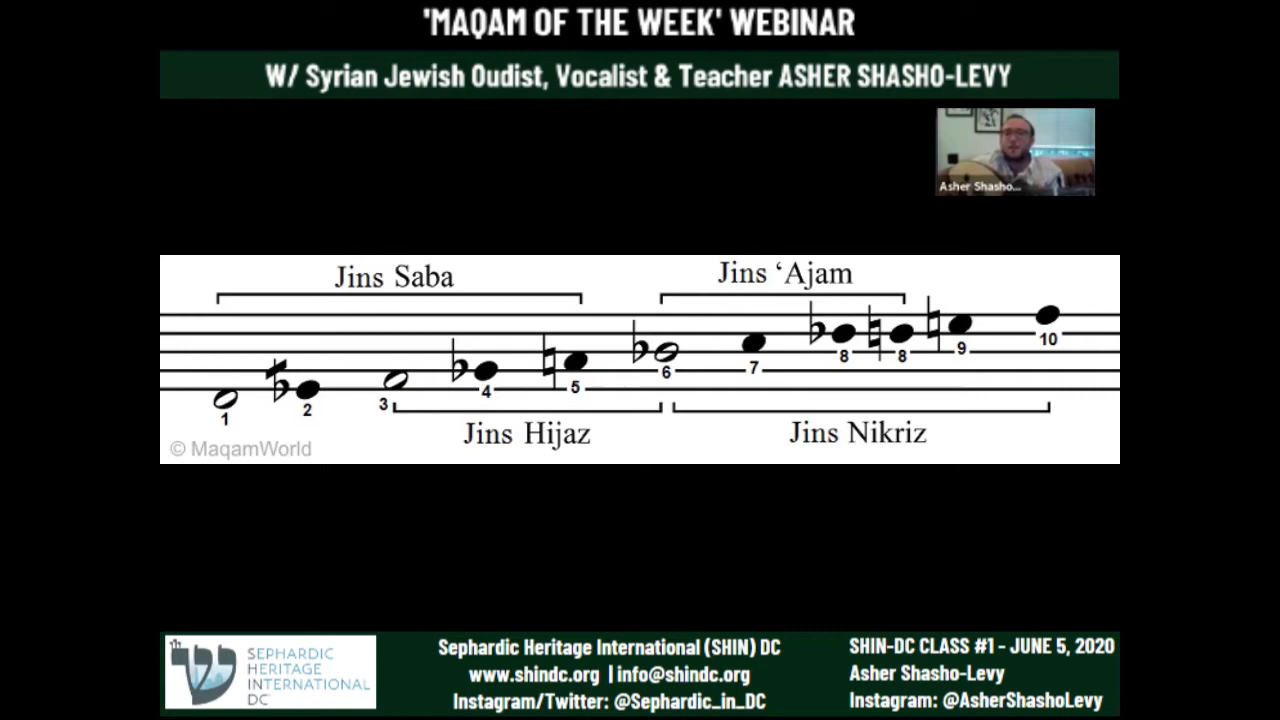 'MAQAM OF THE WEEK' WEBINAR
W/ Syrian Jewish Oudist, Vocalist & Teacher ASHER SHASHO-LEVY
Asher Shasho...
Jins Saba
Jins ‘Ajam
1 2 3 4 5 6 7 8 8 9 10
Jins Hijaz
Jins Nikriz
© MaqamWorld
SEPHARDIC
HERITAGE
INTERNATIONAL
DC
Sephardic Heritage International (SHIN) DC
www.shindc.org | info@shindc.org
Instagram/Twitter: @Sephardic_in_DC
SHIN-DC CLASS #1 - JUNE 5, 2020
Asher Shasho-Levy
Instagram: @AsherShashoLevy